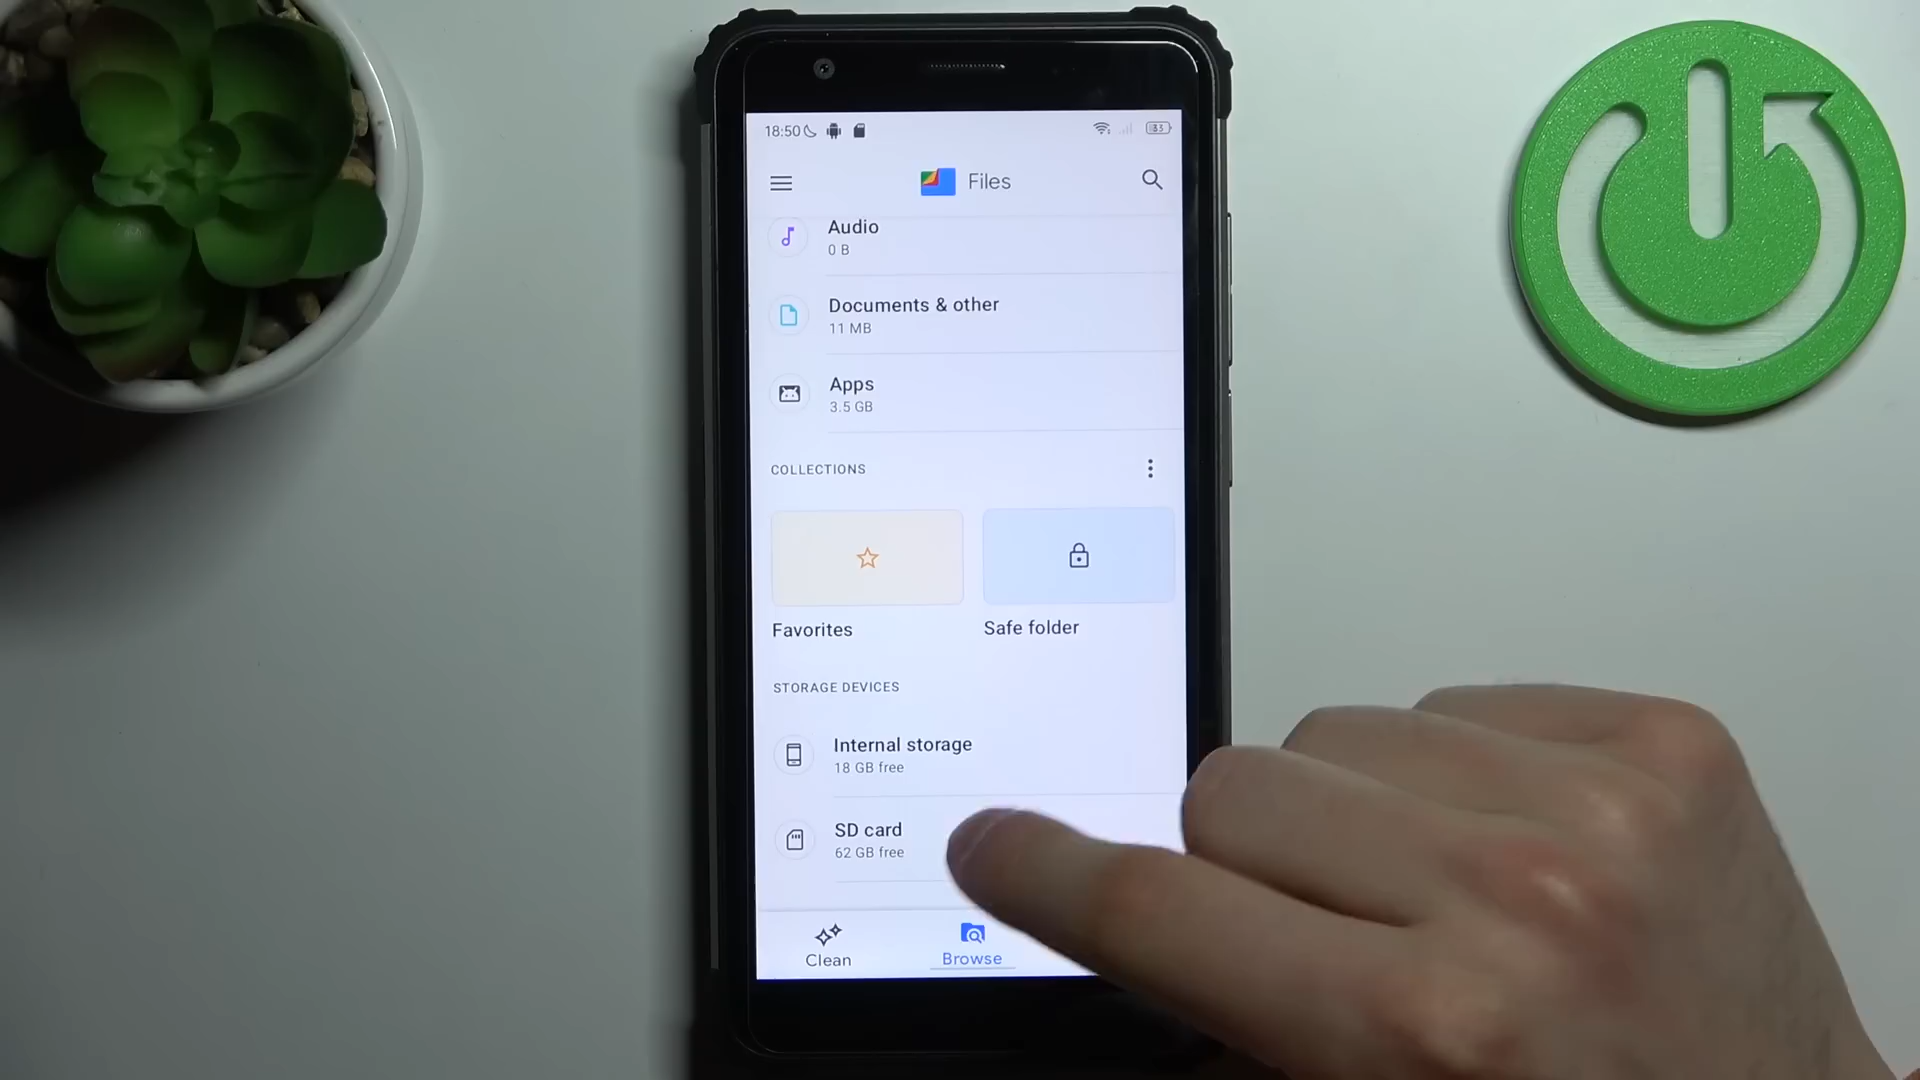 18:50
83
Files
Audio
0 B
Documents & other
11 MB
Apps
3.5 GB
COLLECTIONS
Favorites
Safe folder
STORAGE DEVICES
Internal storage
18 GB free
SD card
62 GB free
Clean
Browse